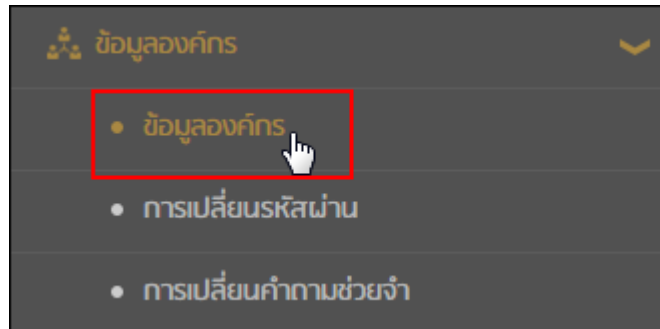 ข้อมูลองค์กร
ข้อมูลองค์กร
การเปลี่ยนรหัสผ่าน
การเปลี่ยนคำถามช่วยจำ